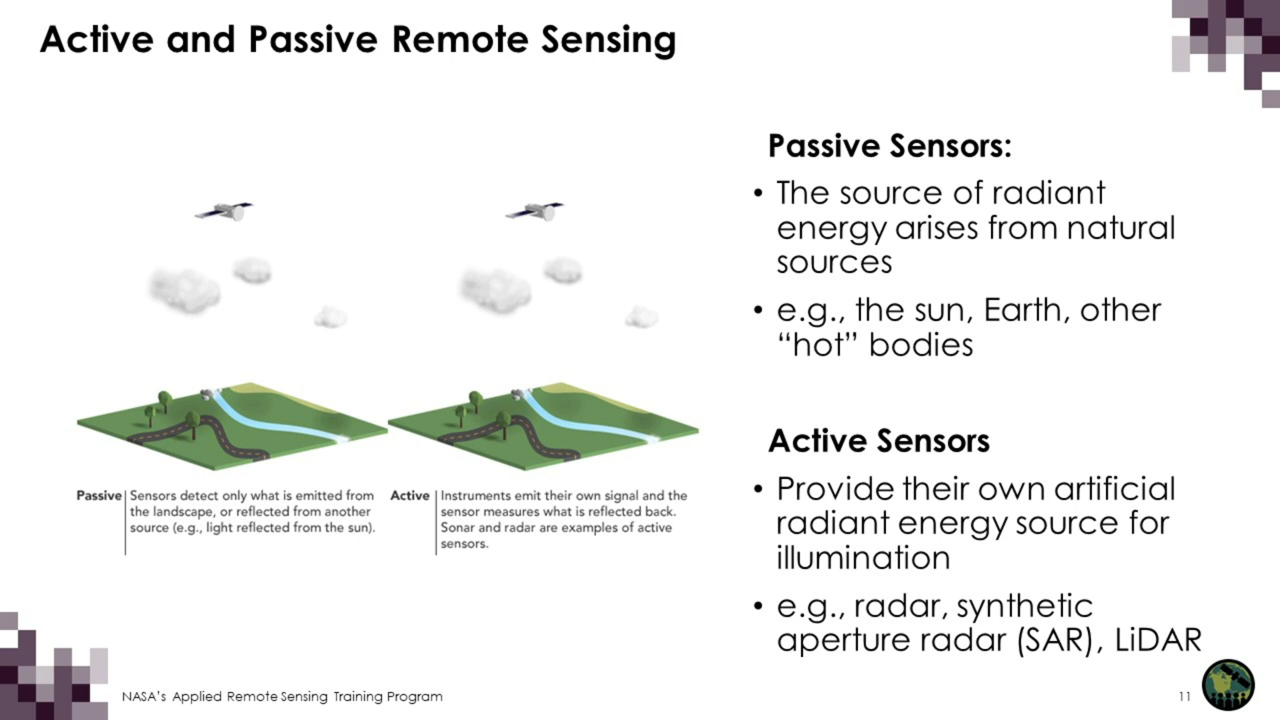 Active and Passive Remote Sensing
Passive Sensors:
• The source of radiant
energy arises from natural
sources
• e.g., the sun, Earth, other
“hot” bodies
Active Sensors
• Provide their own artificial
radiant energy source for
illumination
• e.g., radar, synthetic
aperture radar (SAR), LiDAR
Passive
Sensors detect only what is emitted from
the landscape, or reflected from another
source (e.g., light reflected from the sun).
Active
Instruments emit their own signal and the
sensor measures what is reflected back.
Sonar and radar are examples of active
sensors.
NASA’s Applied Remote Sensing Training Program
11